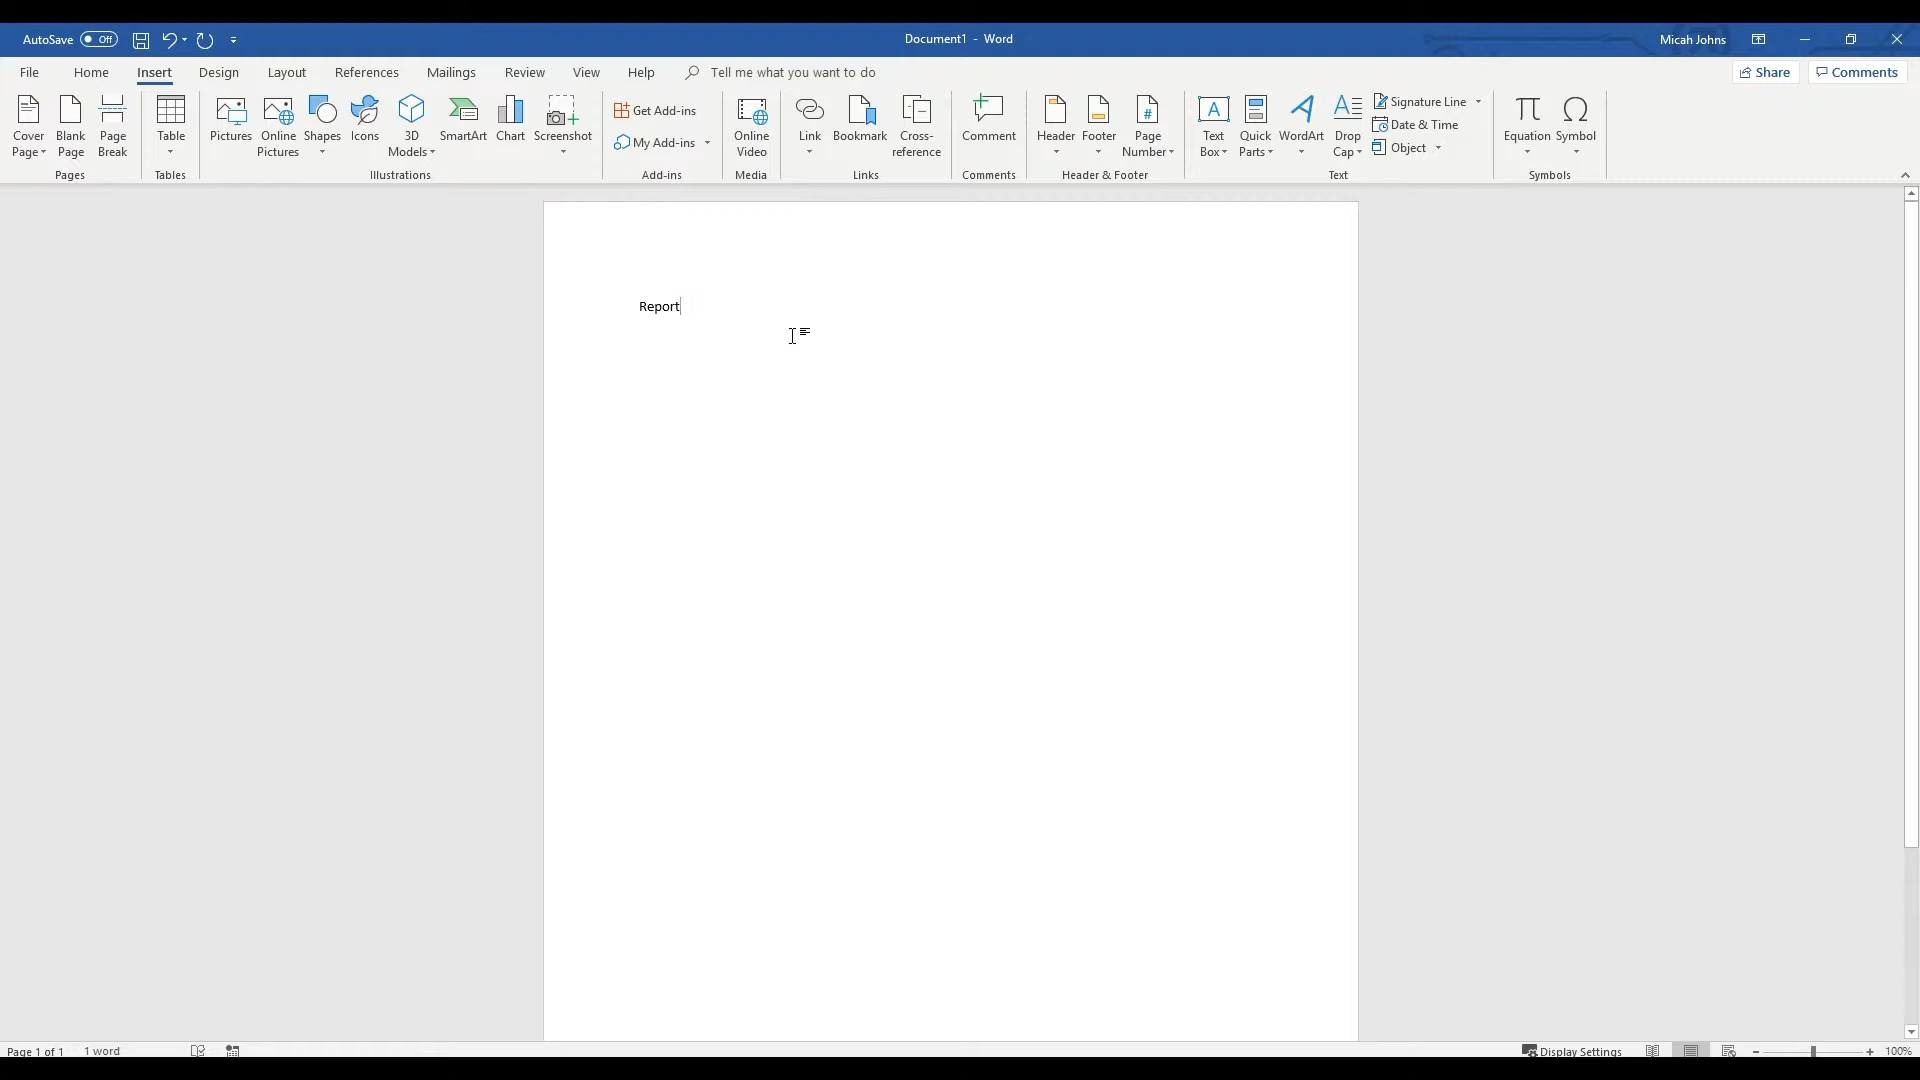 AutoSave Off Document1 - Word Micah Johns
File Home Insert Design Layout References Mailings Review View Help Tell me what you want to do Share Comments
Cover Page
Blank Page
Page Break
Pages
Table
Tables
Pictures
Online Pictures
Shapes
Icons
3D Models
SmartArt
Chart
Screenshot
Illustrations
Get Add-ins
My Add-ins
Add-ins
Online Video
Media
Link
Bookmark
Cross-reference
Links
Comment
Comments
Header
Footer
Page Number
Header & Footer
Text Box
Quick Parts
WordArt
Drop Cap
Signature Line
Date & Time
Object
Text
Equation
Symbol
Symbols
Report
Page 1 of 1 1 word Display Settings 100%